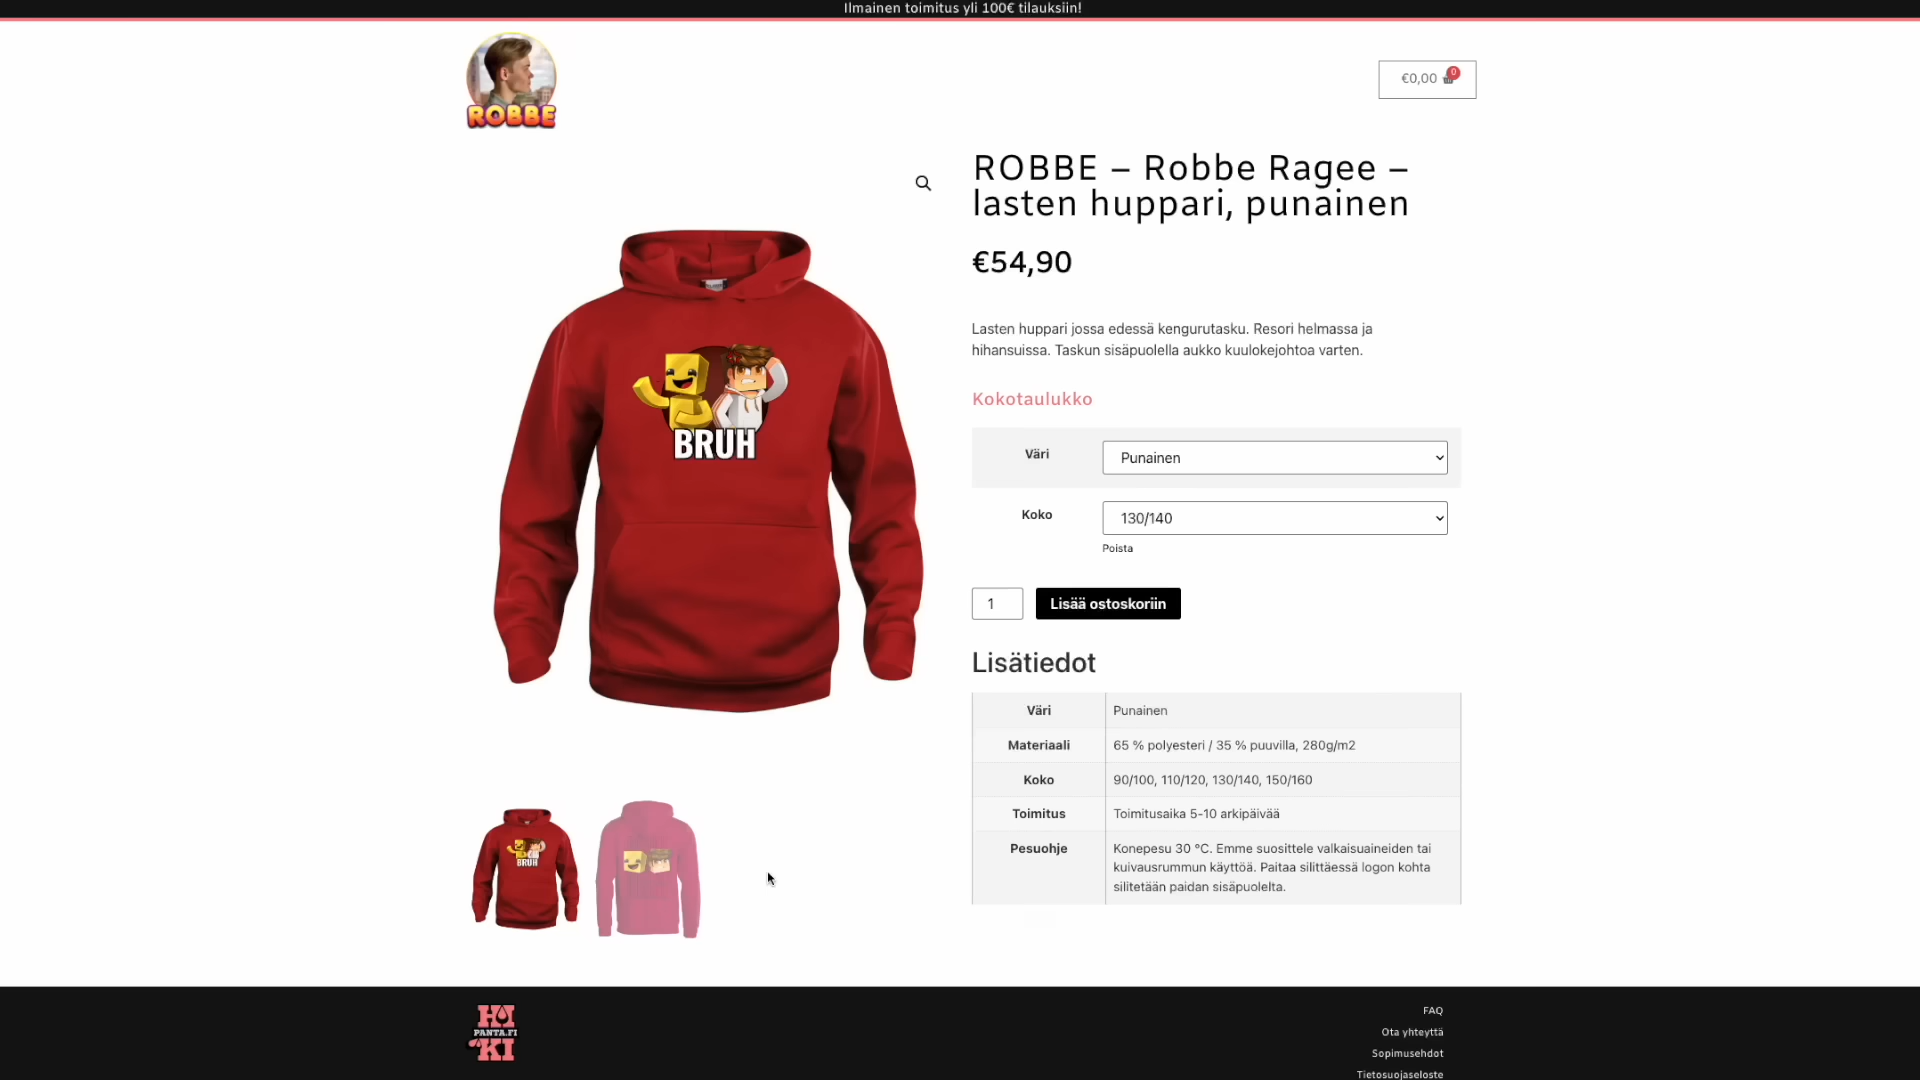 Ilmainen toimitus yli 100€ tilauksiin!
ROBBE
€0,00 0
ROBBE – Robbe Ragee –
lasten huppari, punainen
€54,90
Lasten huppari jossa edessä kengurutasku. Resori helmassa ja
hihansuissa. Taskun sisäpuolella aukko kuulokejohtoa varten.
Kokotaulukko
Väri Punainen
Koko 130/140
Poista
1 Lisää ostoskoriin
Lisätiedot
Väri Punainen
Materiaali 65 % polyesteri / 35 % puuvilla, 280g/m2
Koko 90/100, 110/120, 130/140, 150/160
Toimitus Toimitusaika 5-10 arkipäivää
Pesuohje Konepesu 30 °C. Emme suosittele valkaisuaineiden tai
kuivausrummun käyttöä. Paitaa silittäessä logon kohta
silitetään paidan sisäpuolelta.
BRUH
BRUH
HI
PANTA.FI
KI
FAQ
Ota yhteyttä
Sopimusehdot
Tietosuojaseloste